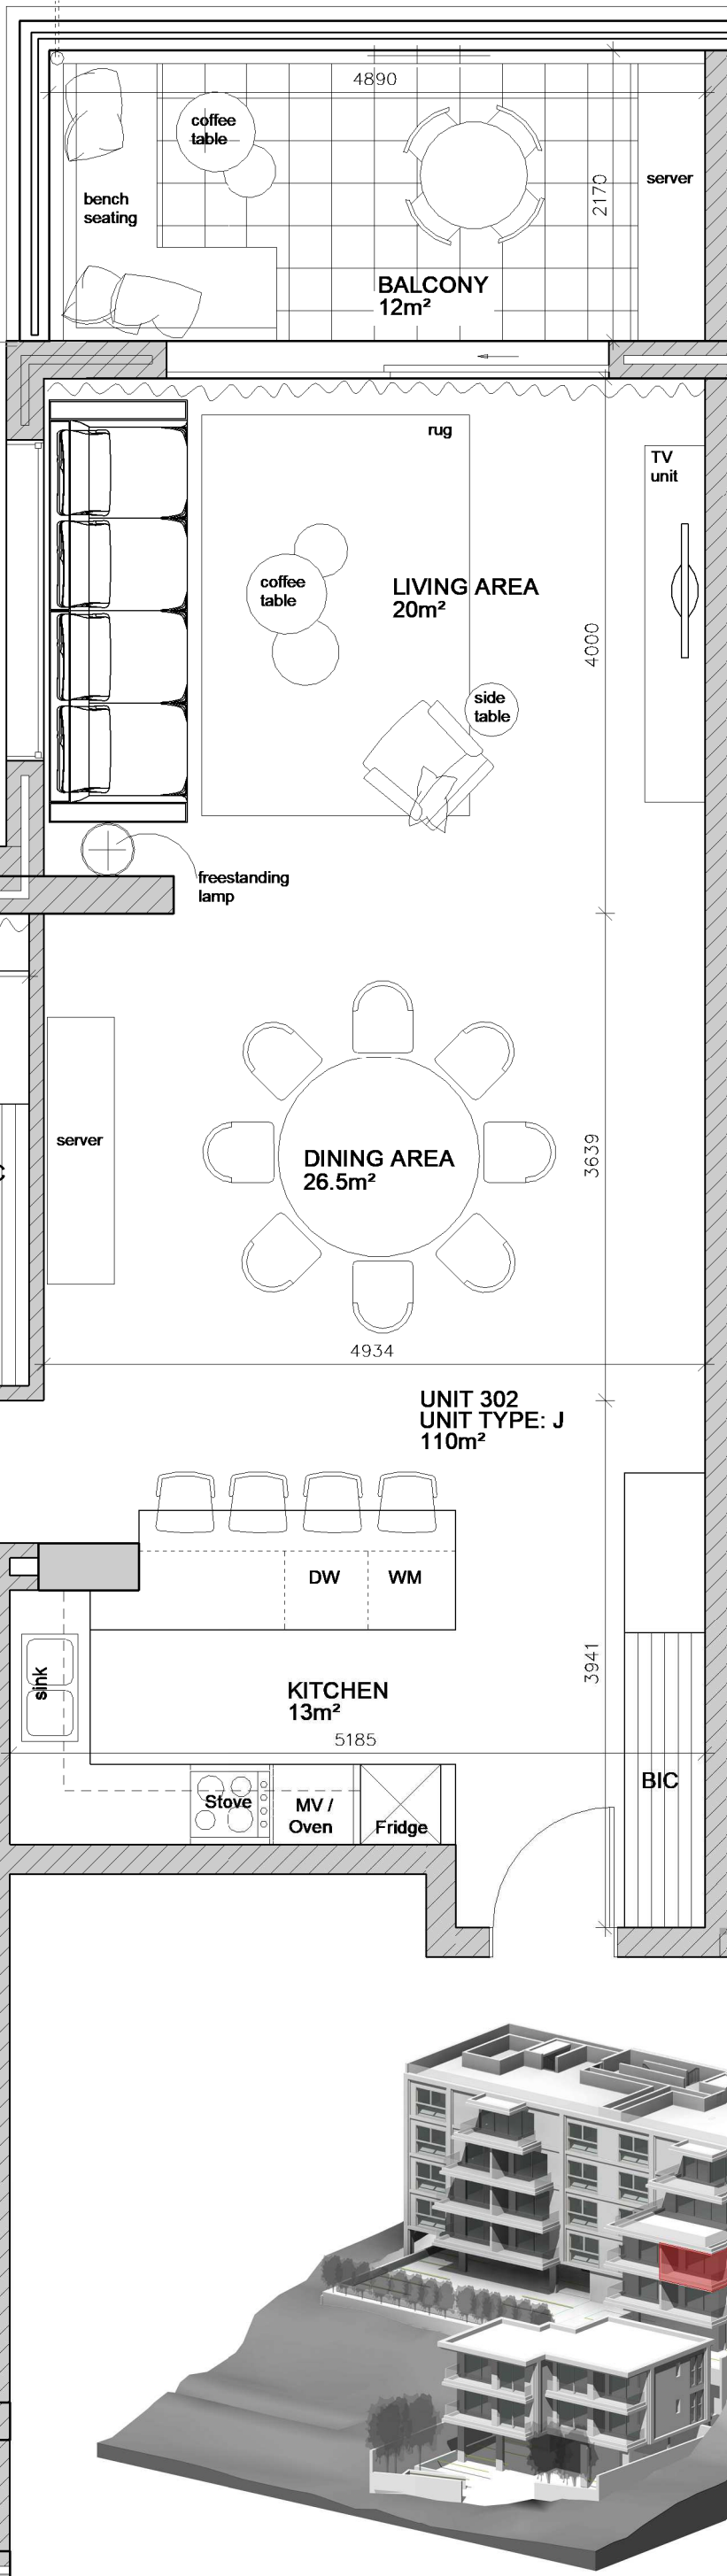 4890
coffee
table
2170
server
bench
seating
BALCONY
12m²
rug
TV
unit
coffee
table
LIVING AREA
20m²
4000
side
table
freestanding
lamp
server
DINING AREA
26.5m²
3639
4934
UNIT 302
UNIT TYPE: J
110m²
DW
WM
sink
KITCHEN
13m²
3941
5185
BIC
Stove
MV /
Oven
Fridge